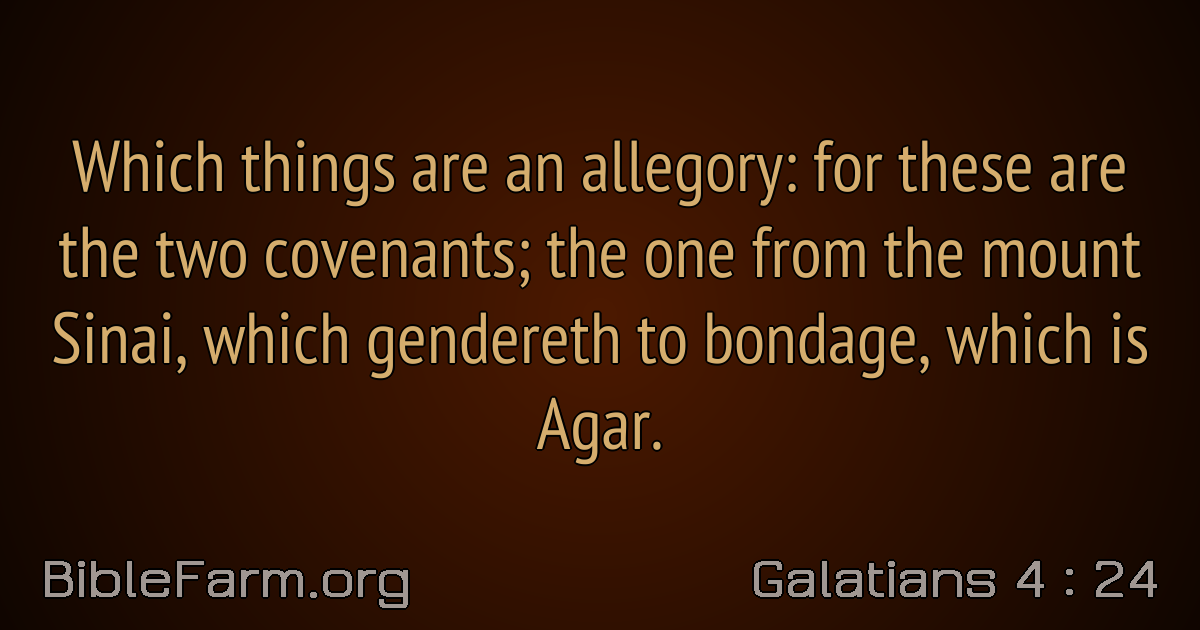 Which things are an allegory: for these are
the two covenants; the one from the mount
Sinai, which gendereth to bondage, which is
Agar.
BibleFarm.org
Galatians 4 : 24